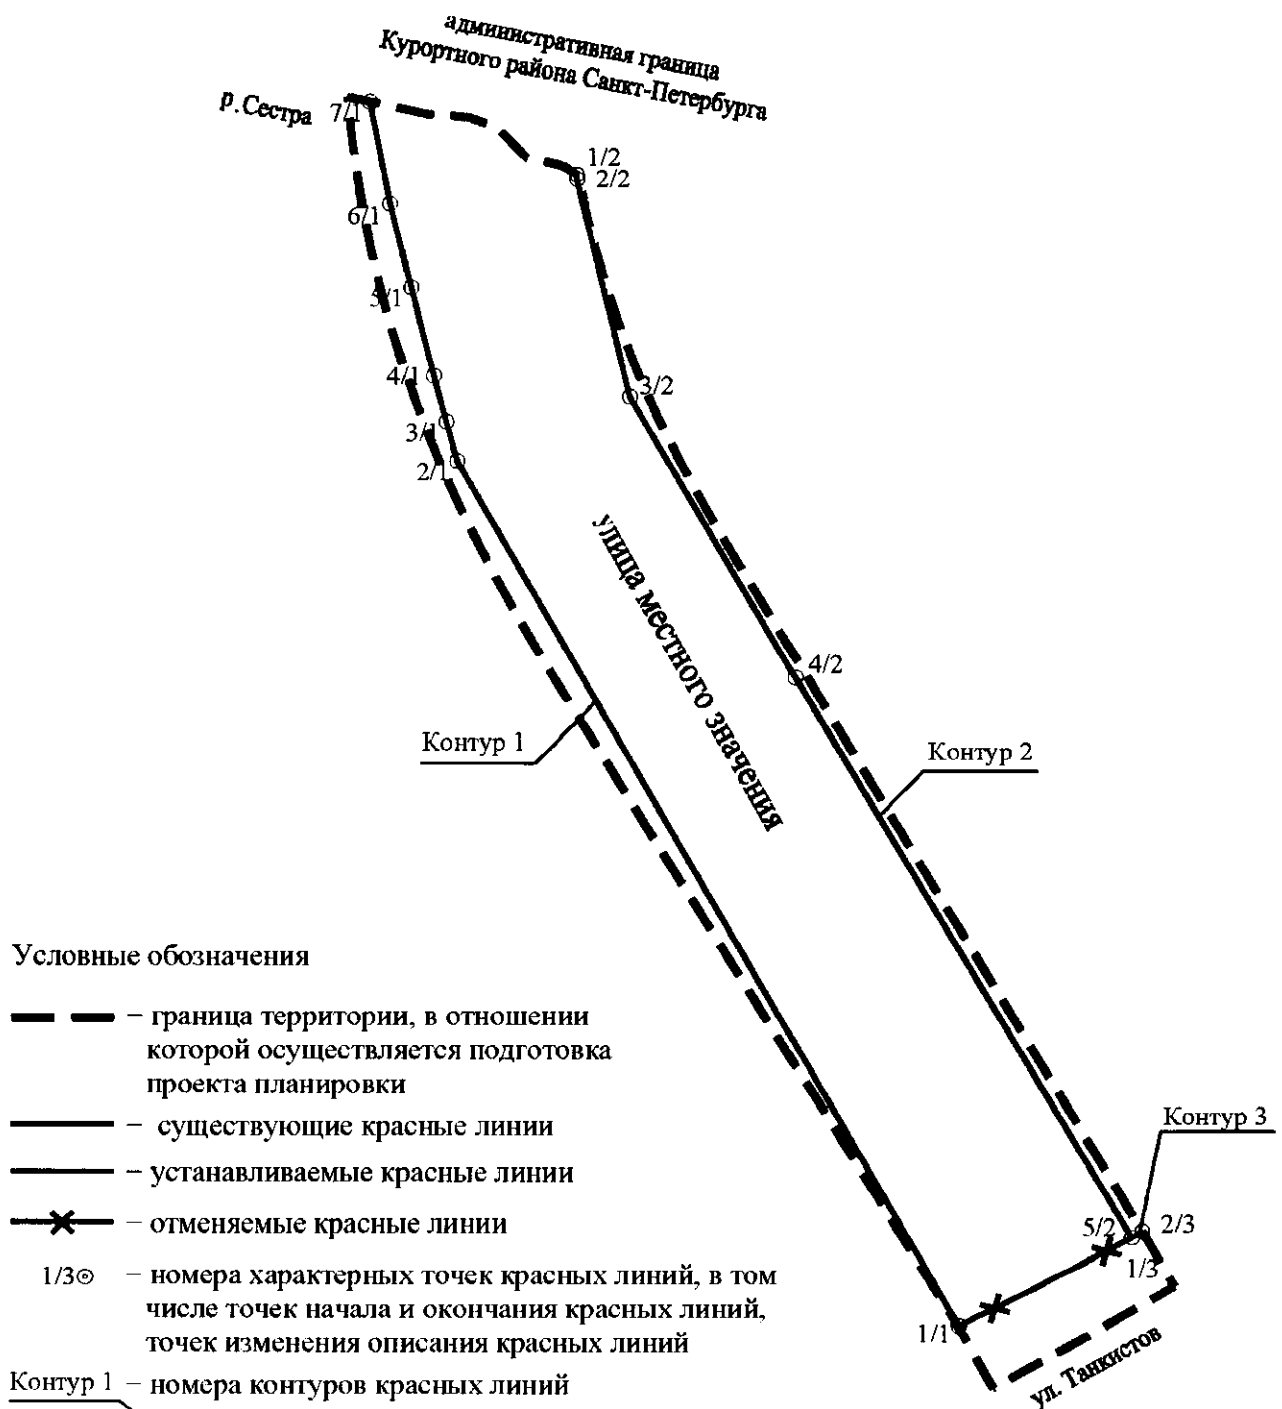 административная граница
Курортного района Санкт-Петербурга
р.Сестра
7/1
1/2
2/2
6/1
5/1
4/1
3/2
3/1
2/1
улица местного значения
4/2
Контур 1
Контур 2
Контур 3
5/2
2/3
1/3
1/1
ул. Танкистов
Условные обозначения
– граница территории, в отношении
которой осуществляется подготовка
проекта планировки
– существующие красные линии
– устанавливаемые красные линии
– отменяемые красные линии
1/3 – номера характерных точек красных линий, в том
числе точек начала и окончания красных линий,
точек изменения описания красных линий
Контур 1 – номера контуров красных линий